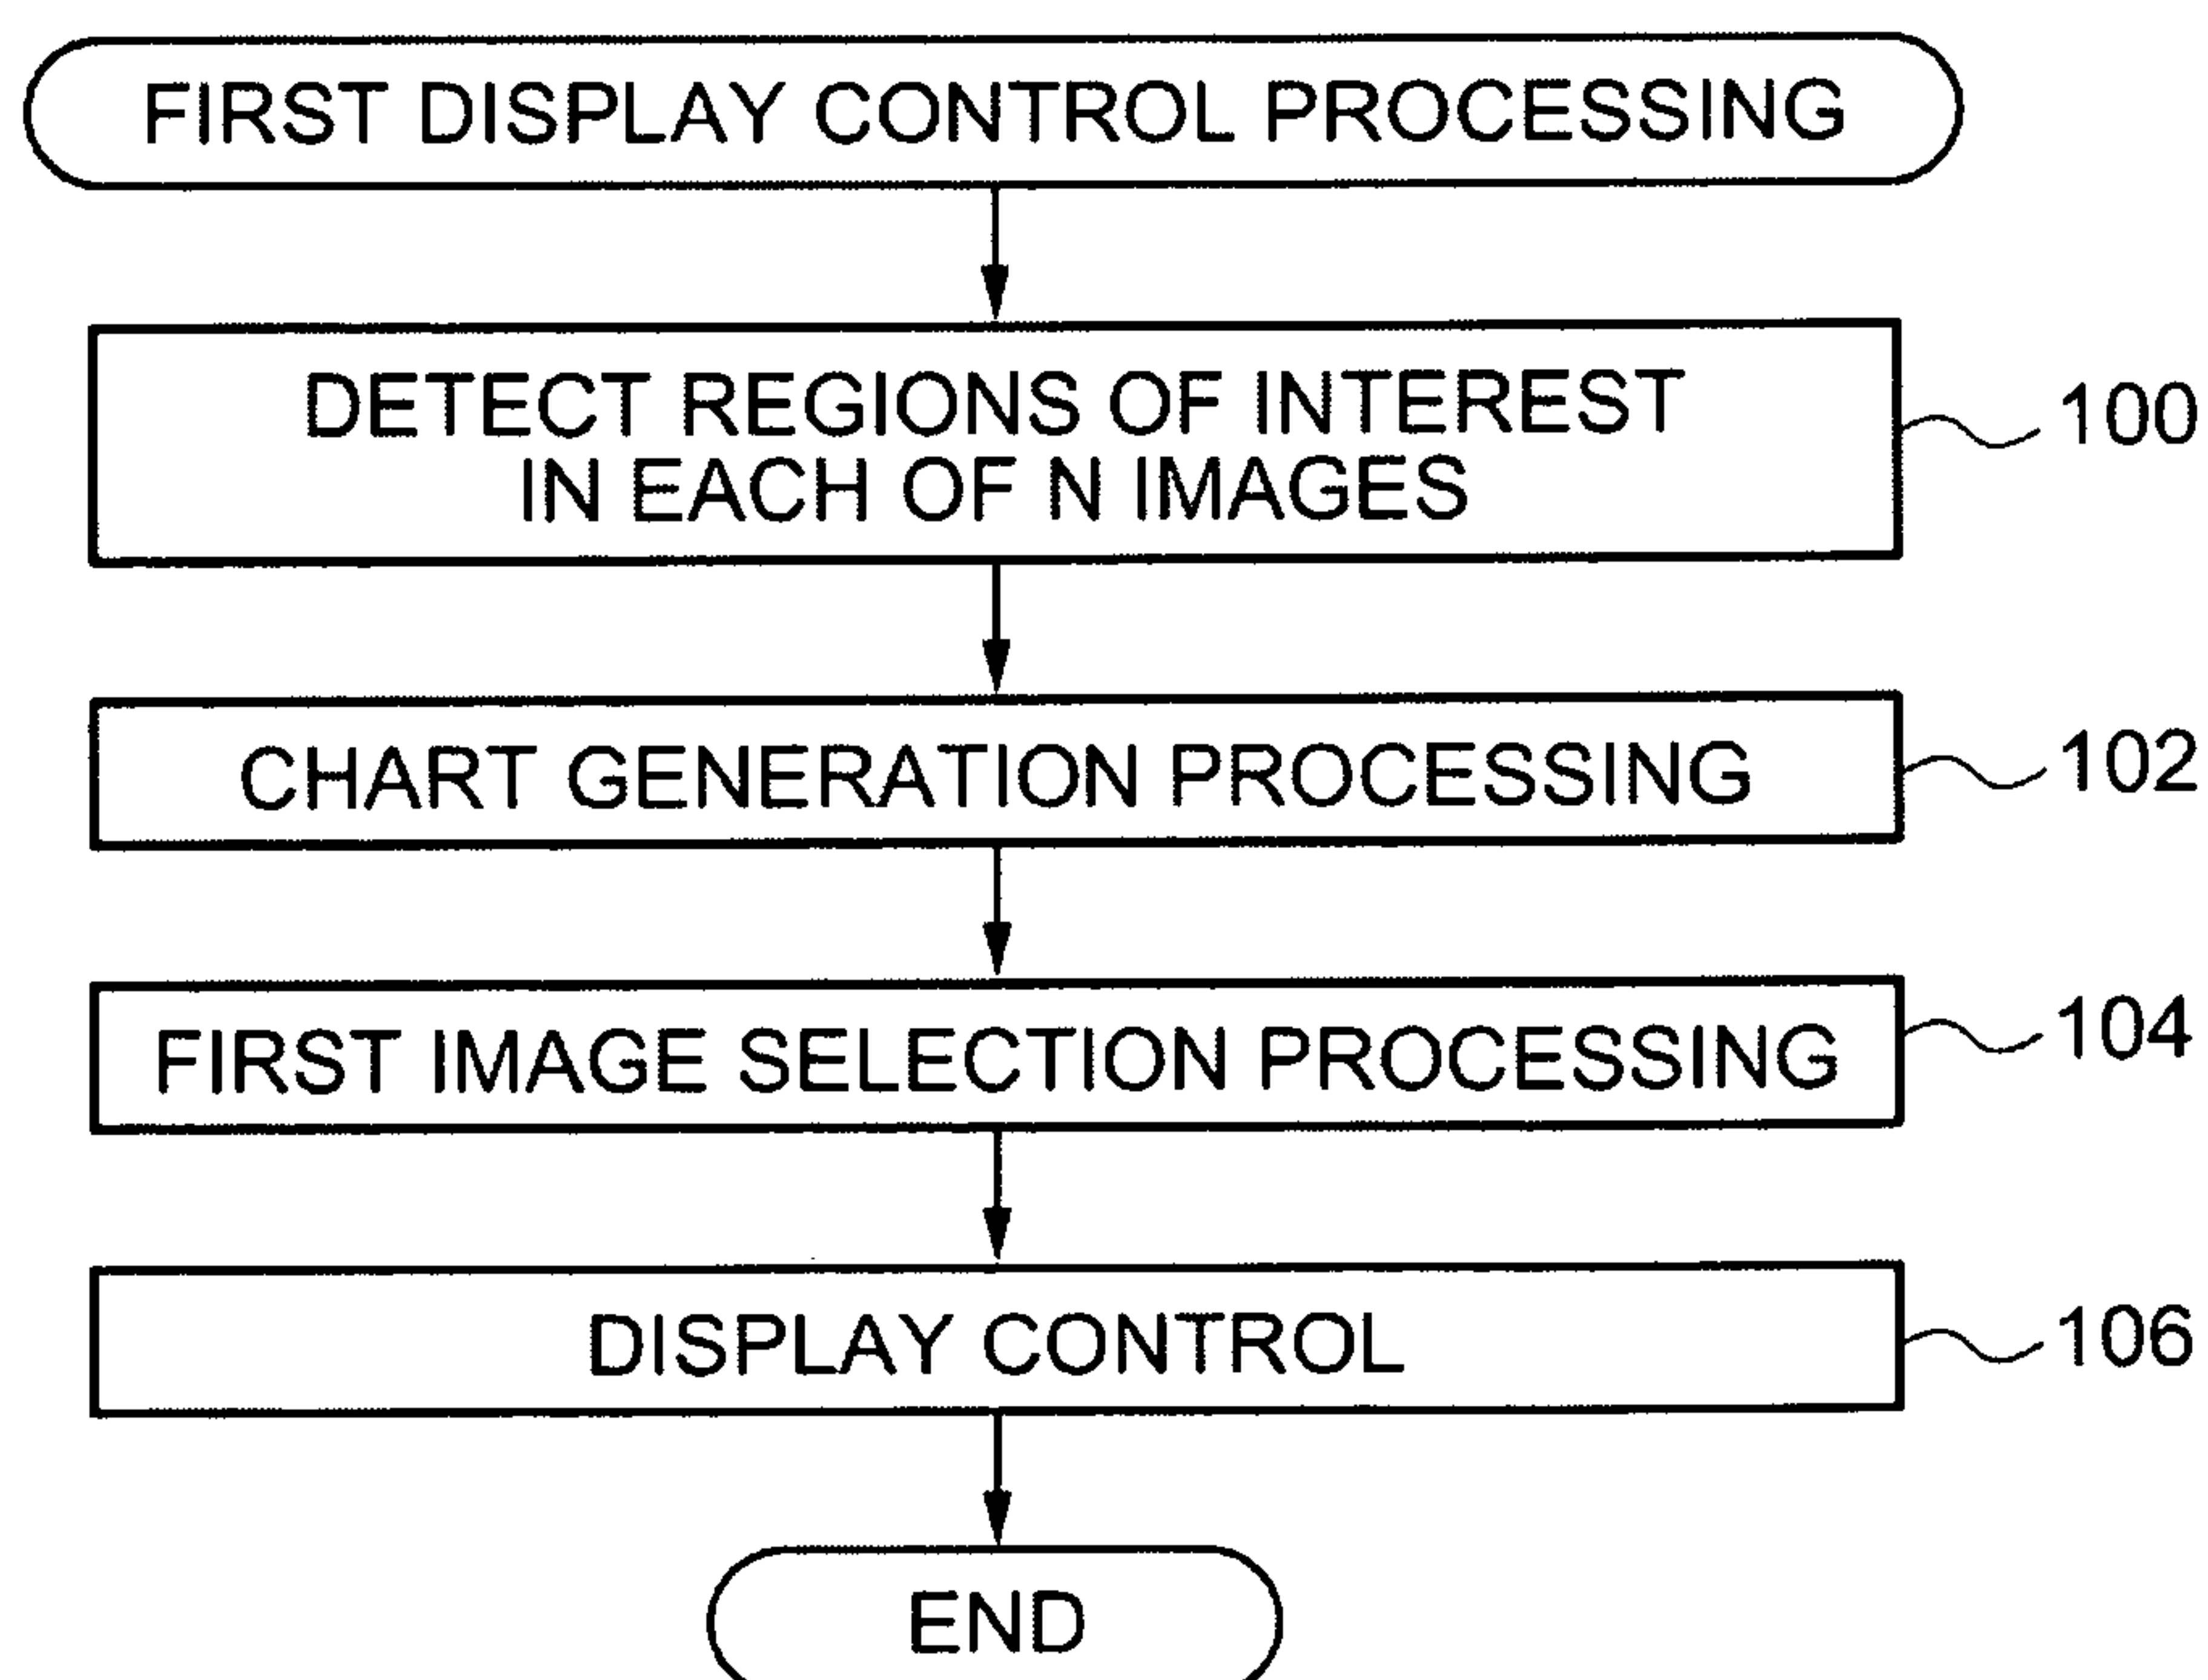 FIRST DISPLAY CONTROL PROCESSING
DETECT REGIONS OF INTEREST
IN EACH OF N IMAGES
100
CHART GENERATION PROCESSING
102
FIRST IMAGE SELECTION PROCESSING
104
DISPLAY CONTROL
106
END